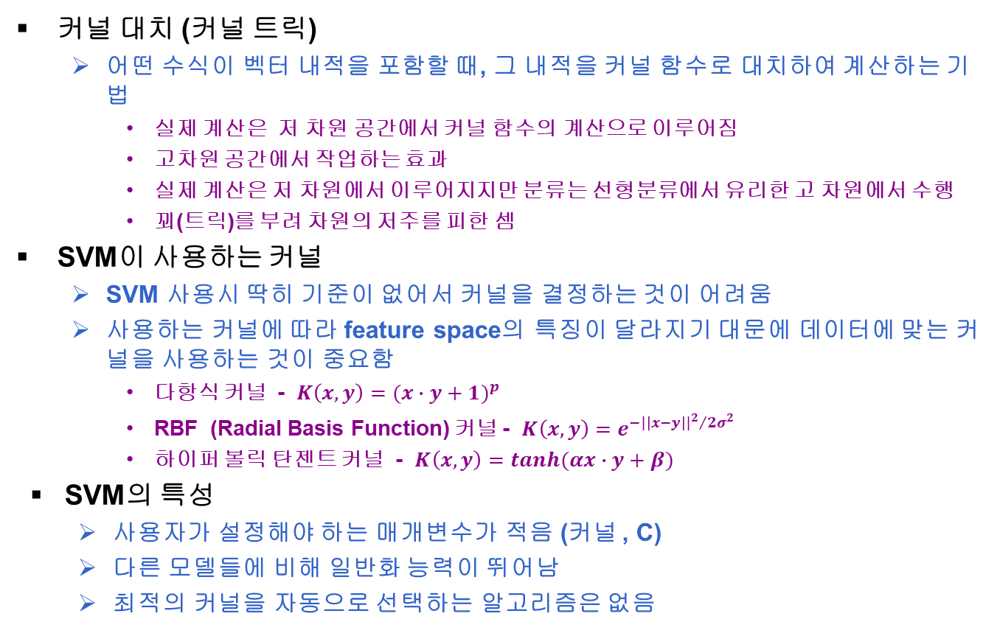 ▪ 커널 대치 (커널 트릭)
➢ 어떤 수식이 벡터 내적을 포함할 때, 그 내적을 커널 함수로 대치하여 계산하는 기
법
• 실제 계산은 저 차원 공간에서 커널 함수의 계산으로 이루어짐
• 고차원 공간에서 작업하는 효과
• 실제 계산은 저 차원에서 이루어지지만 분류는 선형분류에서 유리한 고 차원에서 수행
• 꾀(트릭)를 부려 차원의 저주를 피한 셈
▪ SVM이 사용하는 커널
➢ SVM 사용시 딱히 기준이 없어서 커널을 결정하는 것이 어려움
➢ 사용하는 커널에 따라 feature space의 특징이 달라지기 대문에 데이터에 맞는 커
널을 사용하는 것이 중요함
• 다항식 커널 - K(x, y) = (x · y + 1)^p
• RBF (Radial Basis Function) 커널 - K(x, y) = e^{-||x-y||^2/2σ^2}
• 하이퍼 볼릭 탄젠트 커널 - K(x, y) = tanh(αx · y + β)
▪ SVM의 특성
➢ 사용자가 설정해야 하는 매개변수가 적음 (커널 , C)
➢ 다른 모델들에 비해 일반화 능력이 뛰어남
➢ 최적의 커널을 자동으로 선택하는 알고리즘은 없음